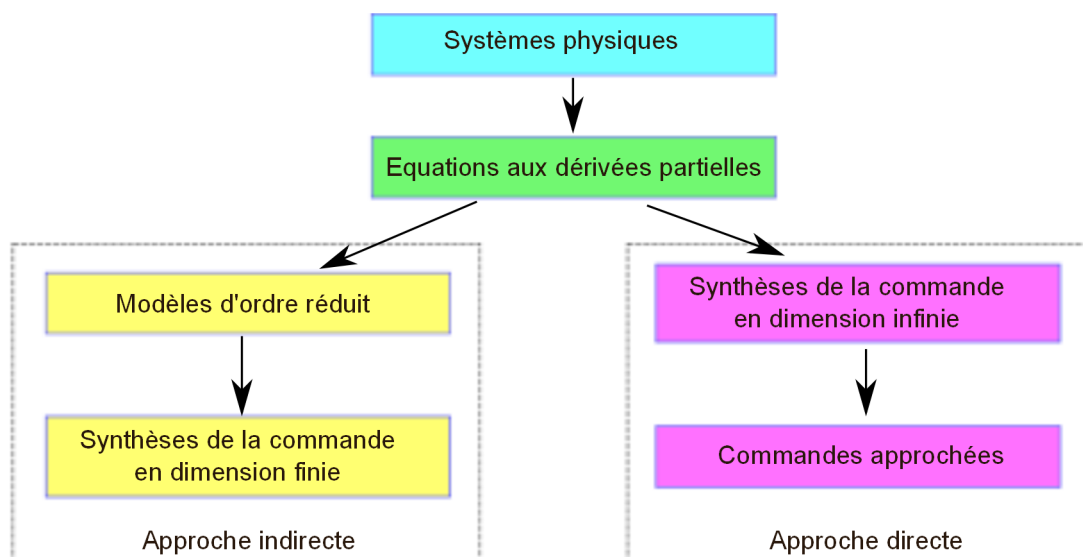 Systèmes physiques
Equations aux dérivées partielles
Modèles d'ordre réduit
Synthèses de la commande
en dimension finie
Approche indirecte
Synthèses de la commande
en dimension infinie
Commandes approchées
Approche directe